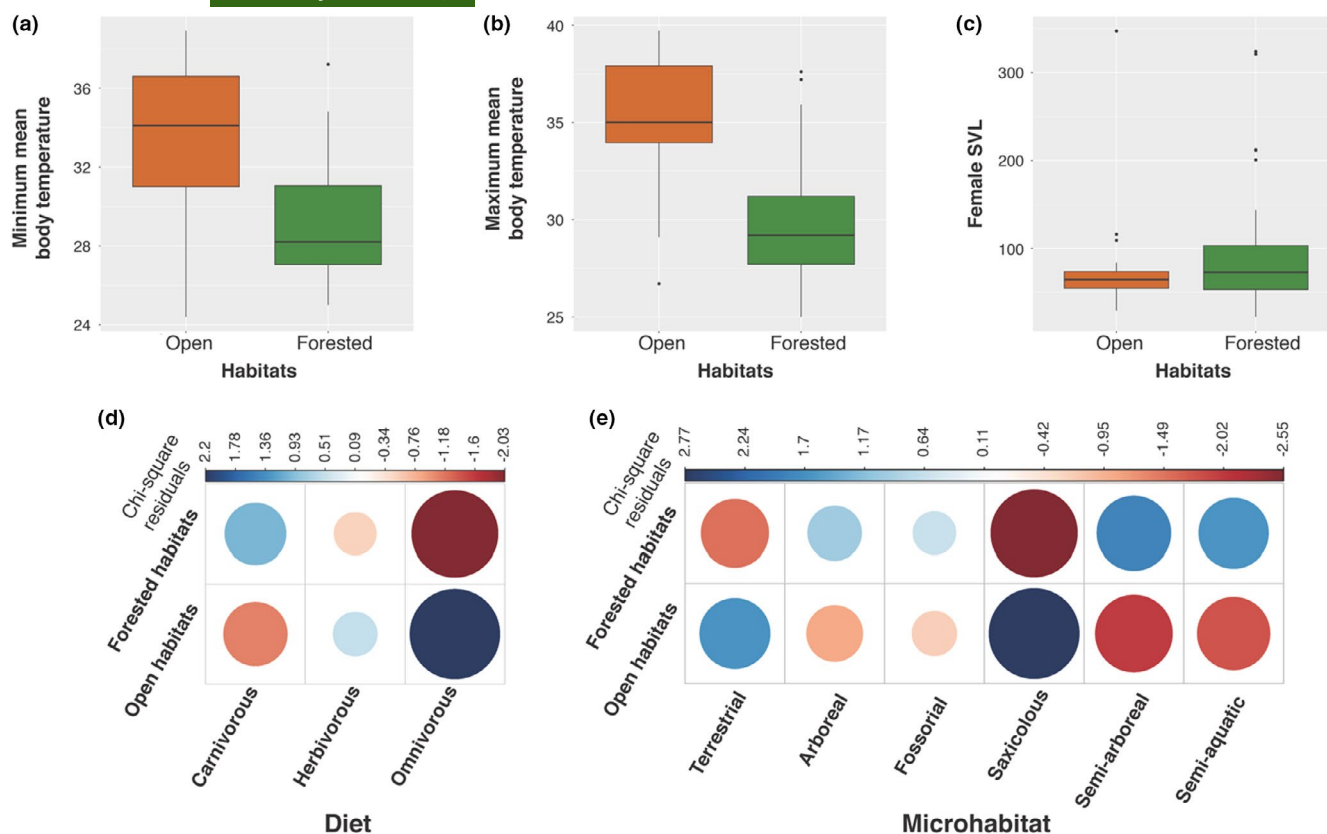 (a)
Minimum mean
body temperature
36
32
28
24
Open
Forested
Habitats
(b)
Maximum mean
body temperature
40
35
30
25
Open
Forested
Habitats
(c)
Female SVL
300
200
100
Open
Forested
Habitats
(d)
Chi-square
residuals
2.2
1.78
1.36
0.93
0.51
0.09
-0.34
-0.76
-1.18
-1.6
-2.03
Forested habitats
Open habitats
Carnivorous
Herbivorous
Omnivorous
Diet
(e)
Chi-square
residuals
2.77
2.24
1.7
1.17
0.64
0.11
-0.42
-0.95
-1.49
-2.02
-2.55
Forested habitats
Open habitats
Terrestrial
Arboreal
Fossorial
Saxicolous
Semi-arboreal
Semi-aquatic
Microhabitat